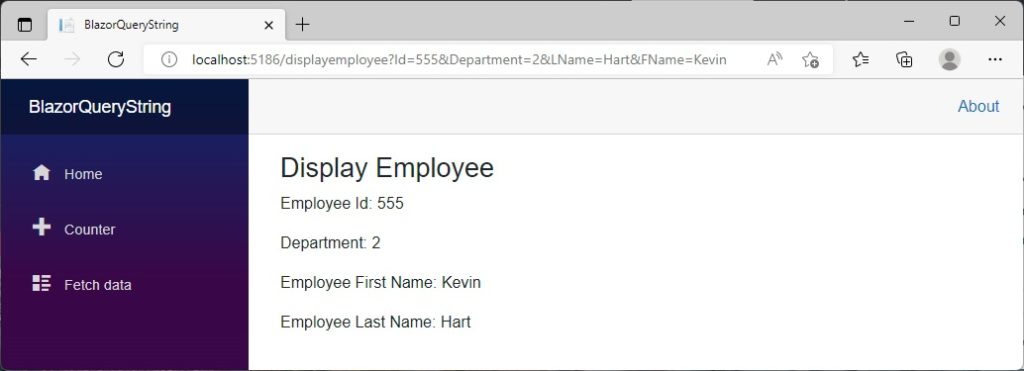 BlazorQueryString
localhost:5186/displayemployee?Id=555&Department=2&LName=Hart&FName=Kevin
BlazorQueryString
About
Home
Counter
Fetch data
Display Employee
Employee Id: 555
Department: 2
Employee First Name: Kevin
Employee Last Name: Hart